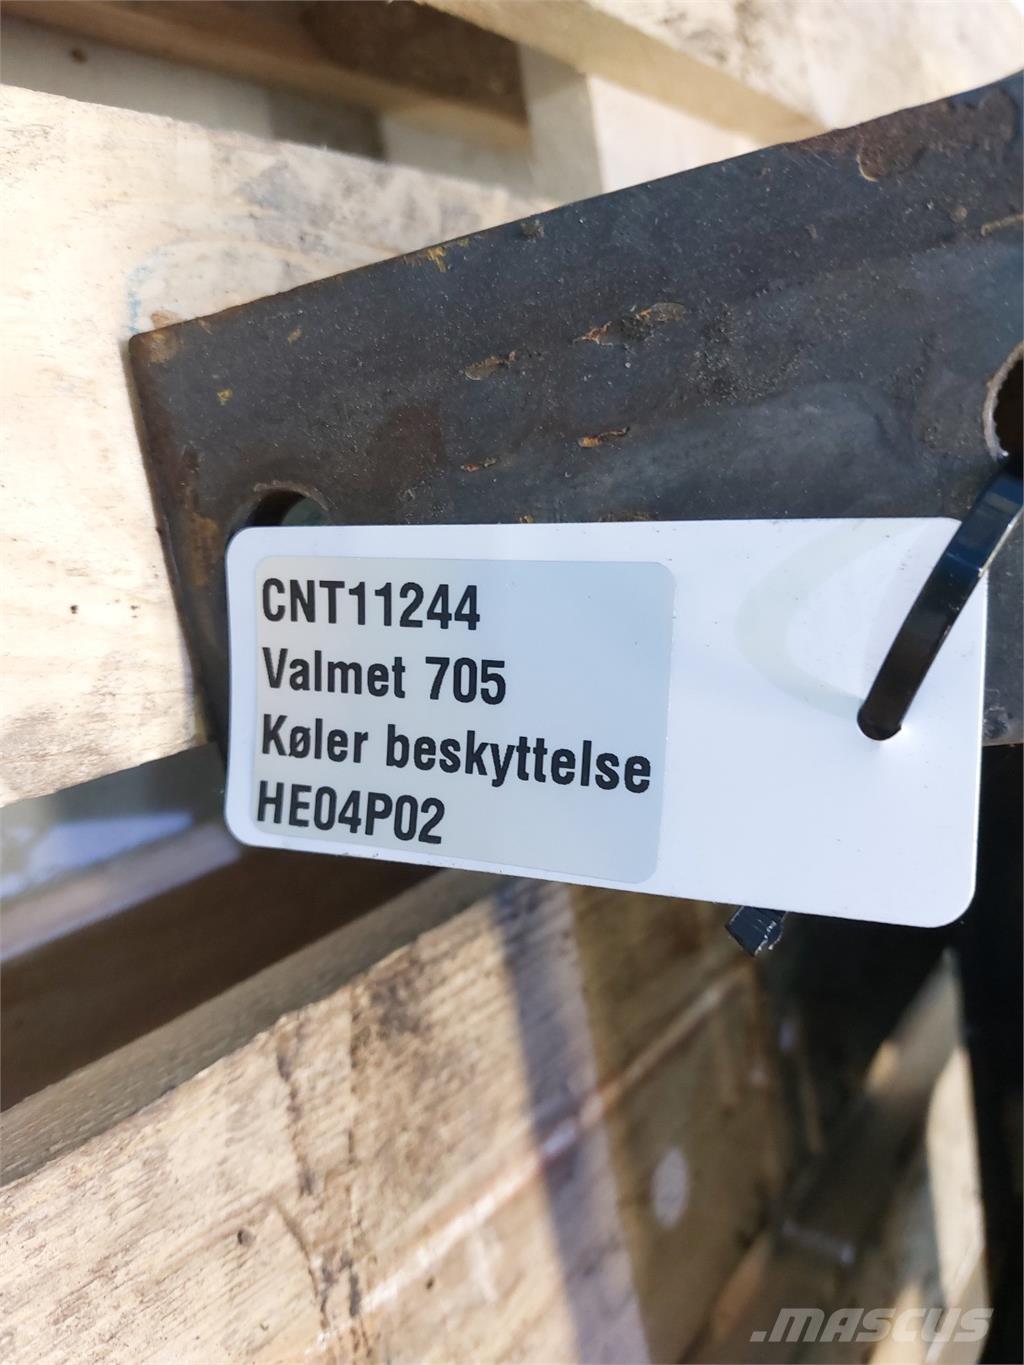 CNT11244
Valmet 705
Køler beskyttelse
HE04P02
.MASCUS